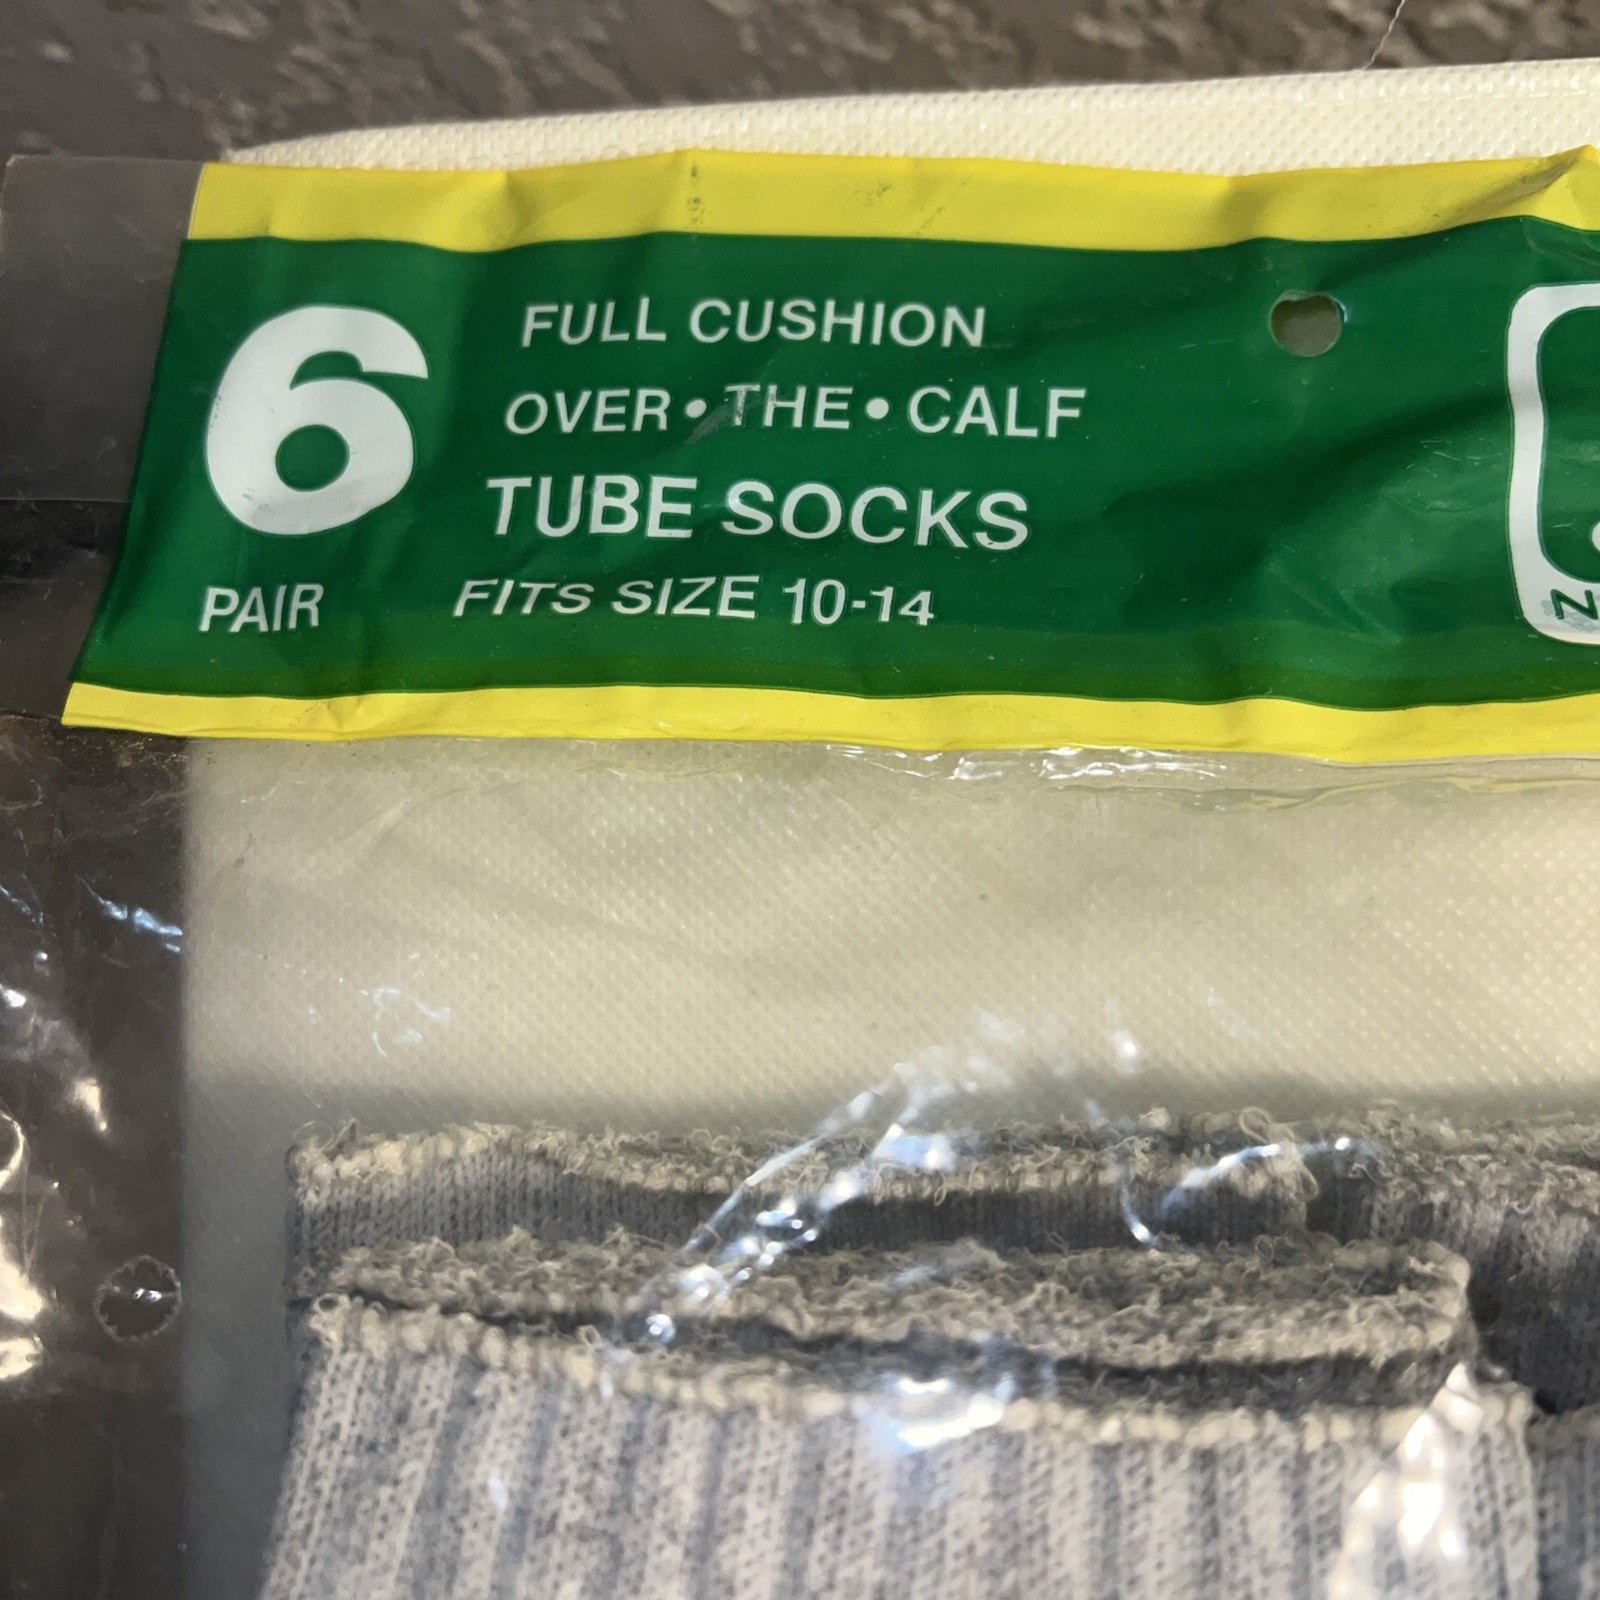 6
PAIR
FULL CUSHION
OVER•THE•CALF
TUBE SOCKS
FITS SIZE 10-14